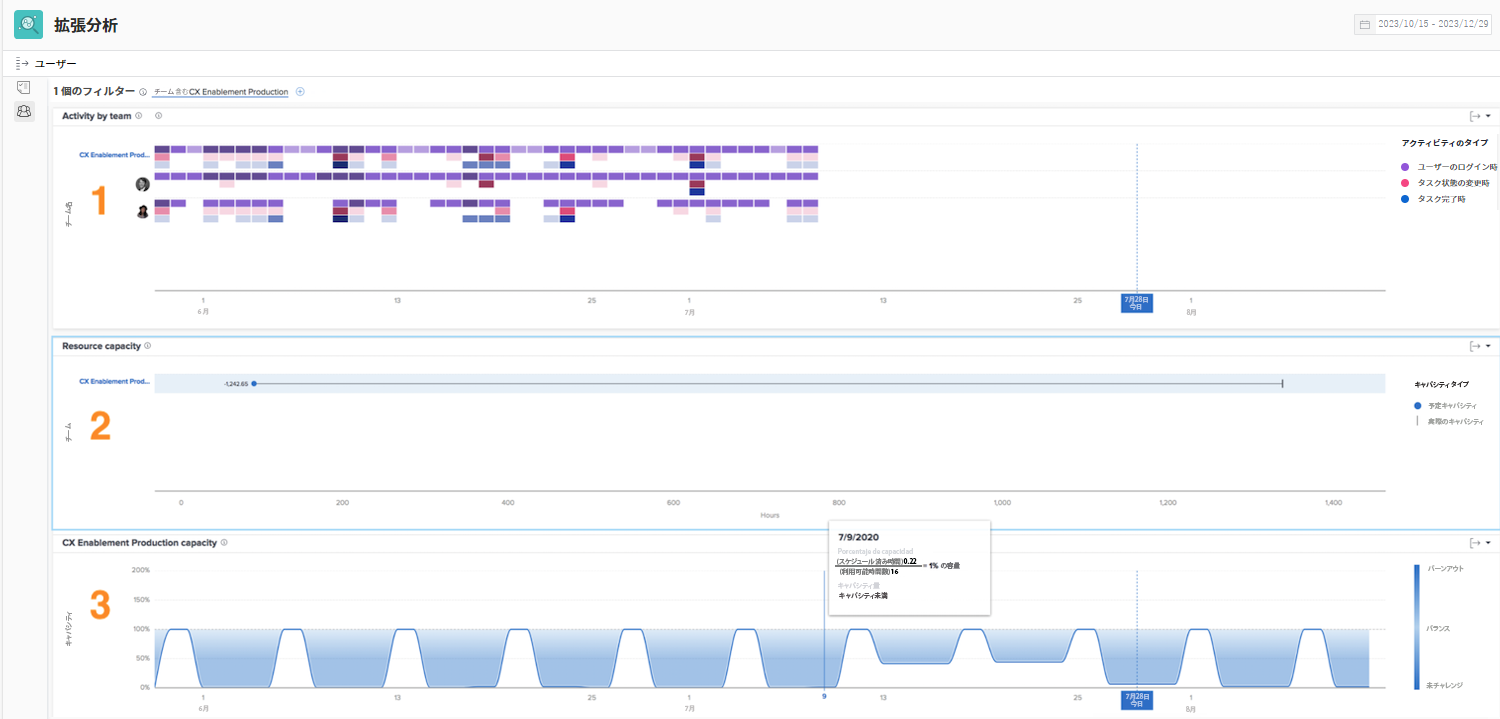 拡張分析
2023/10/15 - 2023/12/29
ユーザー
1 個のフィルター
チーム 含む CX Enablement Production
Activity by team
CX Enablement Prod...
1
チーム名
アクティビティのタイプ
ユーザーのログイン時
タスク状態の変更時
タスク完了時
1
6月
13
25
1
7月
13
25
7月28日
今日
1
8月
Resource capacity
CX Enablement Prod...
2
チーム
-1,242.65
キャパシティタイプ
予定キャパシティ
実際のキャパシティ
0
200
400
600
800
1,000
1,200
1,400
Hours
CX Enablement Production capacity
3
キャパシティ
200%
150%
100%
50%
0%
7/9/2020
Porcentaje de capacidad
(スケジュール済み時間)0.22
(利用可能時間数)16
= 1% の容量
キャパシティ量
キャパシティ未満
バーンアウト
バランス
未チャレンジ
1
6月
13
25
1
7月
9
13
25
7月28日
今日
1
8月